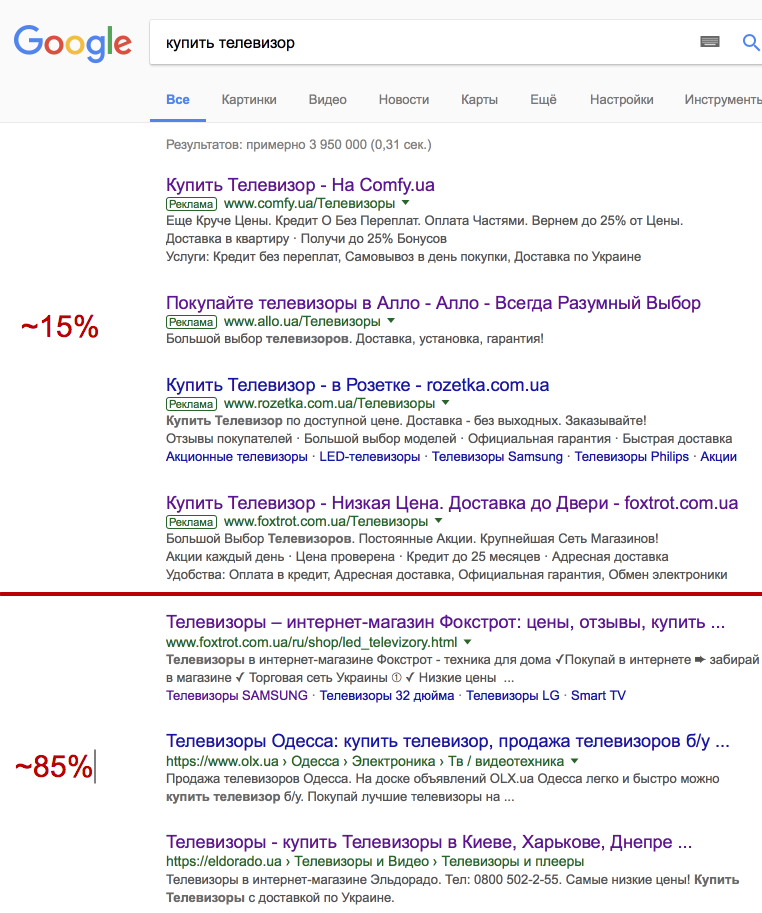 Google
купить телевизор
Все Картинки Видео Новости Карты Ещё Настройки Инструменты
Результатов: примерно 3 950 000 (0,31 сек.)
Купить Телевизор - На Comfy.ua
Реклама www.comfy.ua/Телевизоры
Еще Круче Цены. Кредит О Без Переплат. Оплата Частями. Вернем до 25% от Цены.
Доставка в квартиру · Получи до 25% Бонусов
Услуги: Кредит без переплат, Самовывоз в день покупки, Доставка по Украине
~15%
Покупайте телевизоры в Алло - Алло - Всегда Разумный Выбор
Реклама www.allo.ua/Телевизоры
Большой выбор телевизоров. Доставка, установка, гарантия!
Купить Телевизор - в Розетке - rozetka.com.ua
Реклама www.rozetka.com.ua/Телевизоры
Купить Телевизор по доступной цене. Доставка - без выходных. Заказывайте!
Отзывы покупателей · Большой выбор моделей · Официальная гарантия · Быстрая доставка
Акционные телевизоры · LED-телевизоры · Телевизоры Samsung · Телевизоры Philips · Акции
Купить Телевизор - Низкая Цена. Доставка до Двери - foxtrot.com.ua
Реклама www.foxtrot.com.ua/Телевизоры
Большой Выбор Телевизоров. Постоянные Акции. Крупнейшая Сеть Магазинов!
Акции каждый день · Цена проверена · Кредит до 25 месяцев · Адресная доставка
Удобства: Оплата в кредит, Адресная доставка, Официальная гарантия, Обмен электроники
Телевизоры – интернет-магазин Фокстрот: цены, отзывы, купить ...
www.foxtrot.com.ua/ru/shop/led_televizory.html
Телевизоры в интернет-магазине Фокстрот - техника для дома ✓Покупай в интернете ➨ забирай
в магазине ✓ Торговая сеть Украины ① ✓ Низкие цены ...
Телевизоры SAMSUNG · Телевизоры 32 дюйма · Телевизоры LG · Smart TV
~85%
Телевизоры Одесса: купить телевизор, продажа телевизоров б/у ...
https://www.olx.ua › Одесса › Электроника › Тв / видеотехника
Продажа телевизоров Одесса. На доске объявлений OLX.ua Одесса легко и быстро можно
купить телевизор б/у. Покупай лучшие телевизоры на ...
Телевизоры - купить Телевизоры в Киеве, Харькове, Днепре ...
https://eldorado.ua › Телевизоры и Видео › Телевизоры и плееры
Телевизоры в интернет-магазине Эльдорадо. Тел: 0800 502-2-55. Самые низкие цены! Купить
Телевизоры с доставкой по Украине.